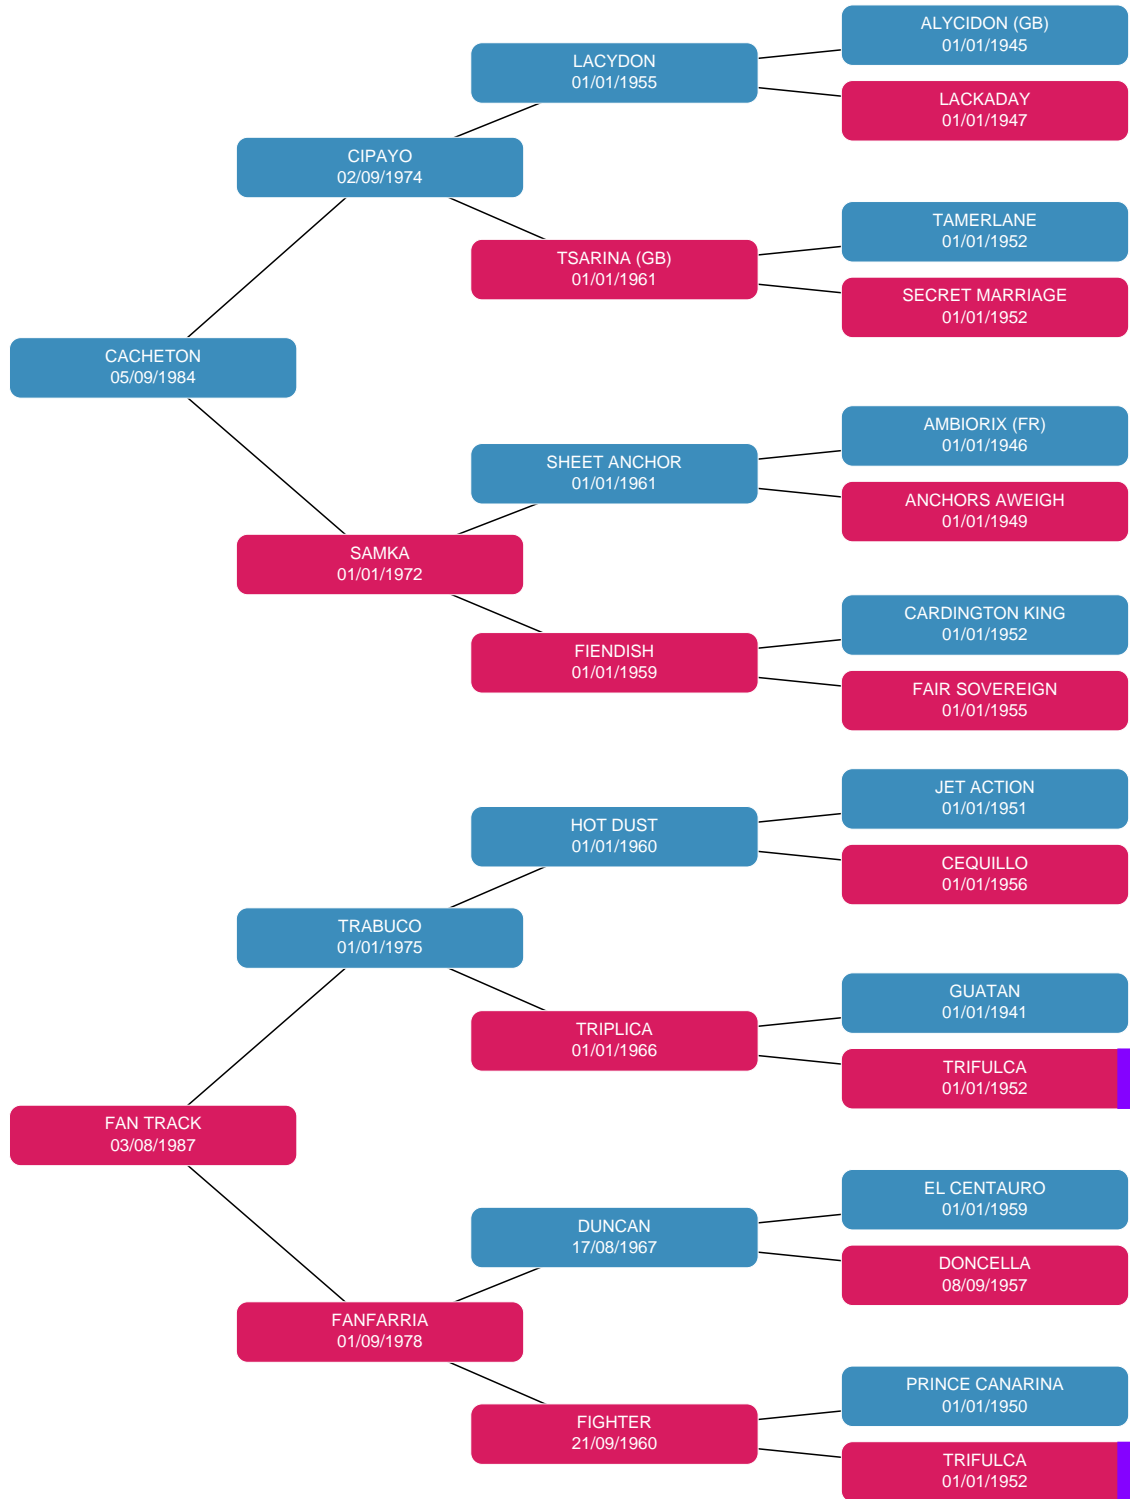 ALYCIDON (GB)
01/01/1945
LACYDON
01/01/1955
LACKADAY
01/01/1947
CIPAYO
02/09/1974
TAMERLANE
01/01/1952
TSARINA (GB)
01/01/1961
SECRET MARRIAGE
01/01/1952
CACHETON
05/09/1984
AMBIORIX (FR)
01/01/1946
SHEET ANCHOR
01/01/1961
ANCHORS AWEIGH
01/01/1949
SAMKA
01/01/1972
CARDINGTON KING
01/01/1952
FIENDISH
01/01/1959
FAIR SOVEREIGN
01/01/1955
JET ACTION
01/01/1951
HOT DUST
01/01/1960
CEQUILLO
01/01/1956
TRABUCO
01/01/1975
GUATAN
01/01/1941
TRIPLICA
01/01/1966
TRIFULCA
01/01/1952
FAN TRACK
03/08/1987
EL CENTAURO
01/01/1959
DUNCAN
17/08/1967
DONCELLA
08/09/1957
FANFARRIA
01/09/1978
PRINCE CANARINA
01/01/1950
FIGHTER
21/09/1960
TRIFULCA
01/01/1952